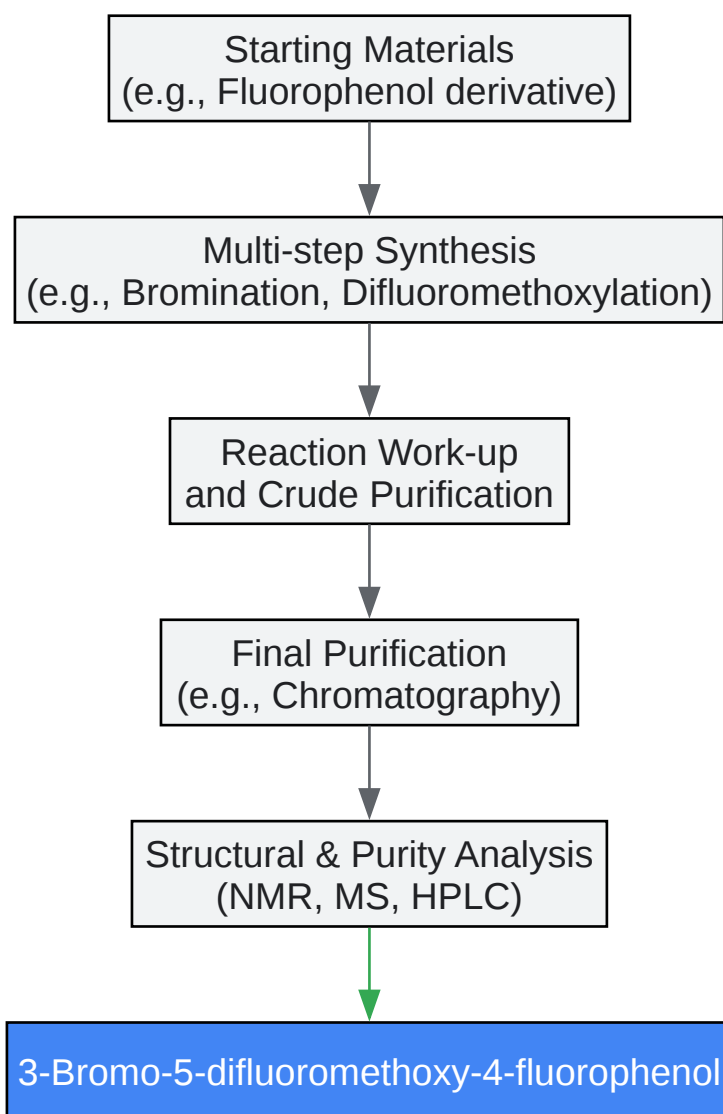 Starting Materials
(e.g., Fluorophenol derivative)
Multi-step Synthesis
(e.g., Bromination, Difluoromethoxylation)
Reaction Work-up
and Crude Purification
Final Purification
(e.g., Chromatography)
Structural & Purity Analysis
(NMR, MS, HPLC)
3-Bromo-5-difluoromethoxy-4-fluorophenol